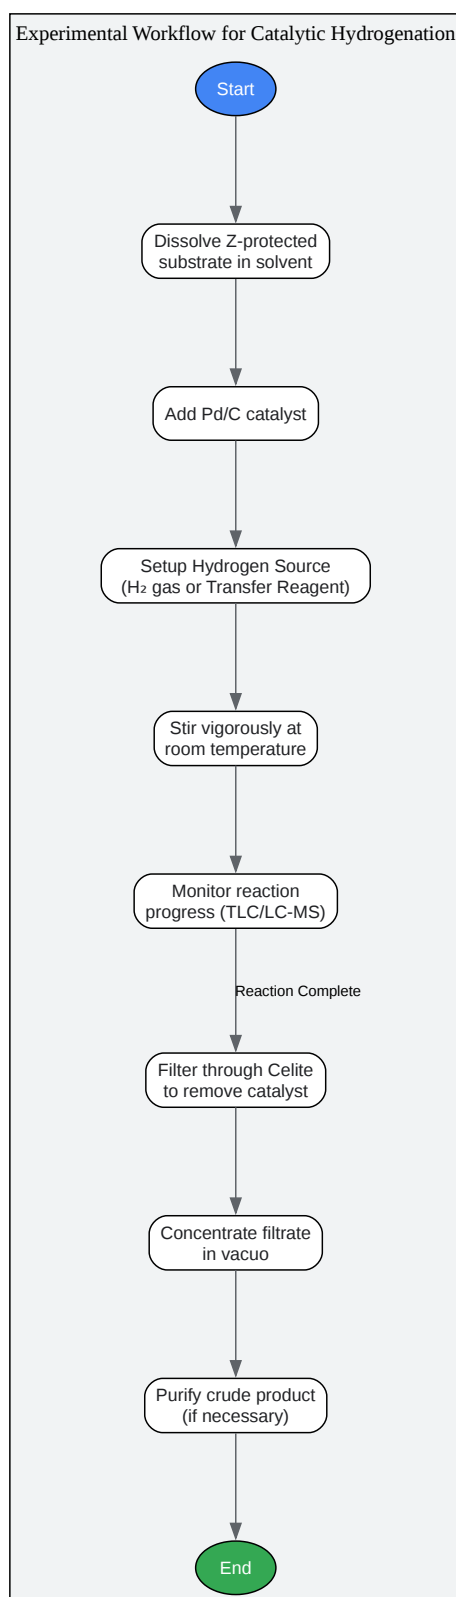 Experimental Workflow for Catalytic Hydrogenation
Start
Dissolve Z-protected
substrate in solvent
Add Pd/C catalyst
Setup Hydrogen Source
(H₂ gas or Transfer Reagent)
Stir vigorously at
room temperature
Monitor reaction
progress (TLC/LC-MS)
Reaction Complete
Filter through Celite
to remove catalyst
Concentrate filtrate
in vacuo
Purify crude product
(if necessary)
End